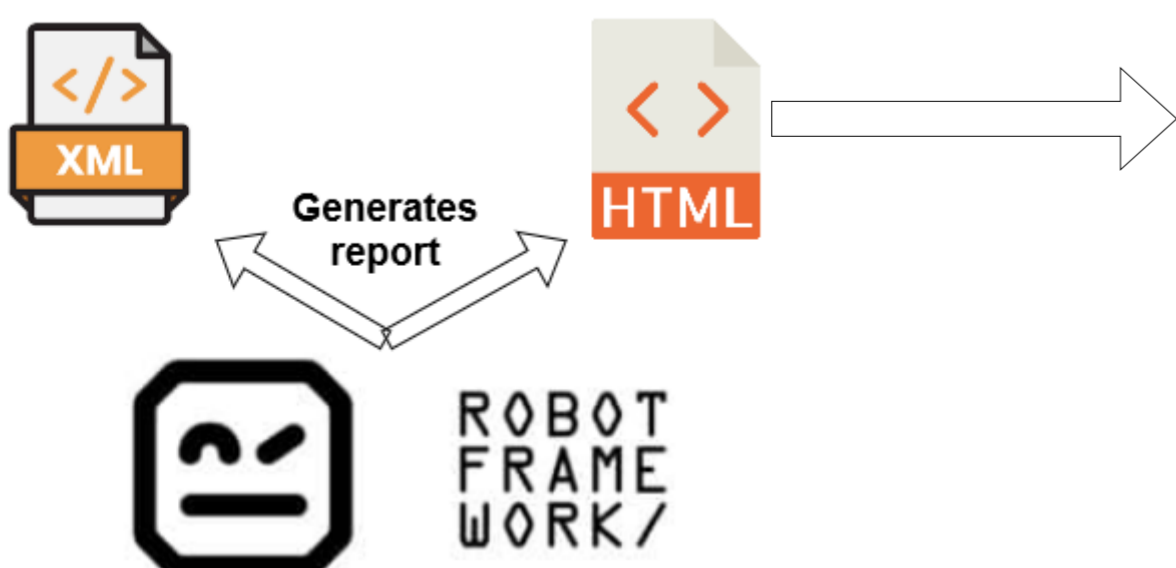 </>
XML
Generates
report
< >
HTML
ROBOT
FRAME
WORK/